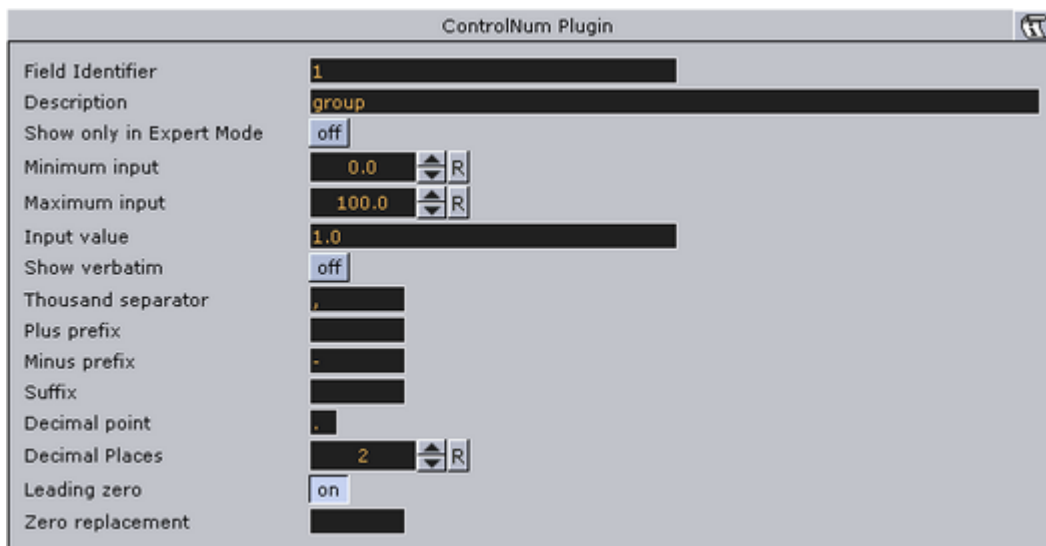 ControlNum Plugin
Field Identifier 1
Description group
Show only in Expert Mode off
Minimum input 0.0 R
Maximum input 100.0 R
Input value 1.0
Show verbatim off
Thousand separator ,
Plus prefix
Minus prefix -
Suffix
Decimal point .
Decimal Places 2 R
Leading zero on
Zero replacement